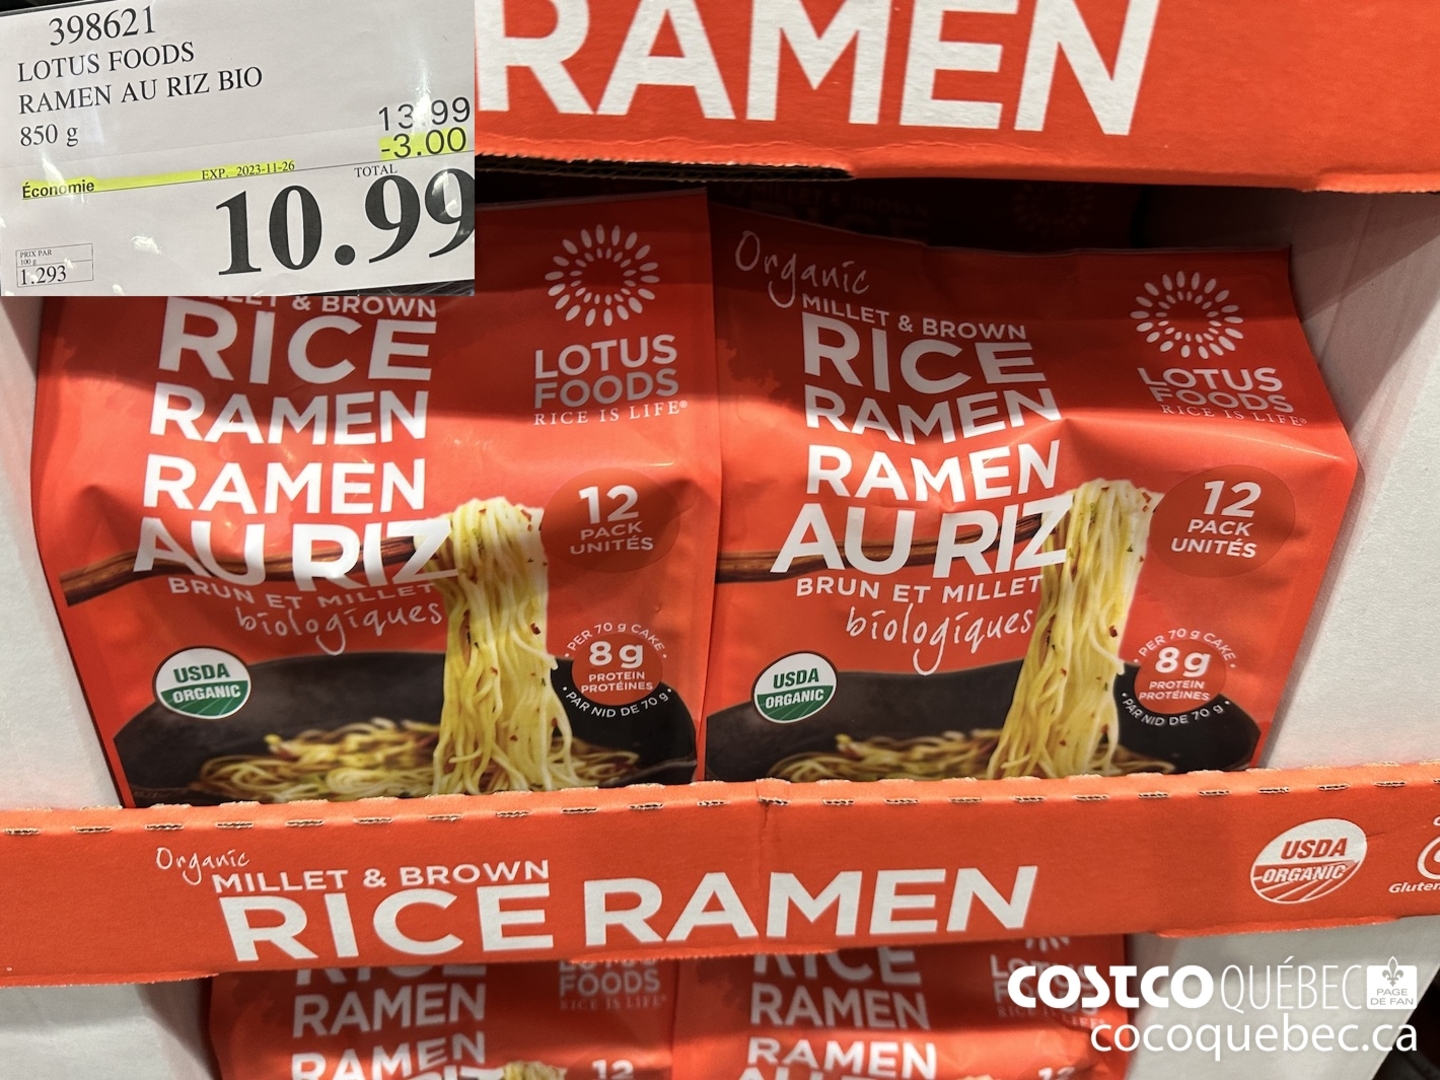 398621
LOTUS FOODS
RAMEN AU RIZ BIO
850 g
13.99
-3.00
Économie
EXP. 2023-11-26
TOTAL
10.99
PRIX PAR
100 g
1.293
RAMEN
& BROWN
RICE
RAMEN
RAMEN
AU RIZ
BRUN ET MILLET
biologiques
LOTUS
FOODS
RICE IS LIFE®
12
PACK
UNITÉS
USDA
ORGANIC
PER 70 g CAKE
8g
PROTEIN
PROTÉINES
PAR NID DE 70 g
Organic
MILLET & BROWN
RICE
RAMEN
RAMEN
AU RIZ
BRUN ET MILLET
biologiques
LOTUS
FOODS
RICE IS LIFE®
12
PACK
UNITÉS
USDA
ORGANIC
PER 70 g CAKE
8g
PROTEIN
PROTÉINES
PAR NID DE 70 g
Organic
MILLET & BROWN
RICE RAMEN
USDA
ORGANIC
RICE
RAMEN
RAMEN
FOODS
RICE IS LIFE®
12
RICE
RAMEN
RAMEN
COSTCO QUÉBEC
PAGE
DE FAN
cocoquebec.ca